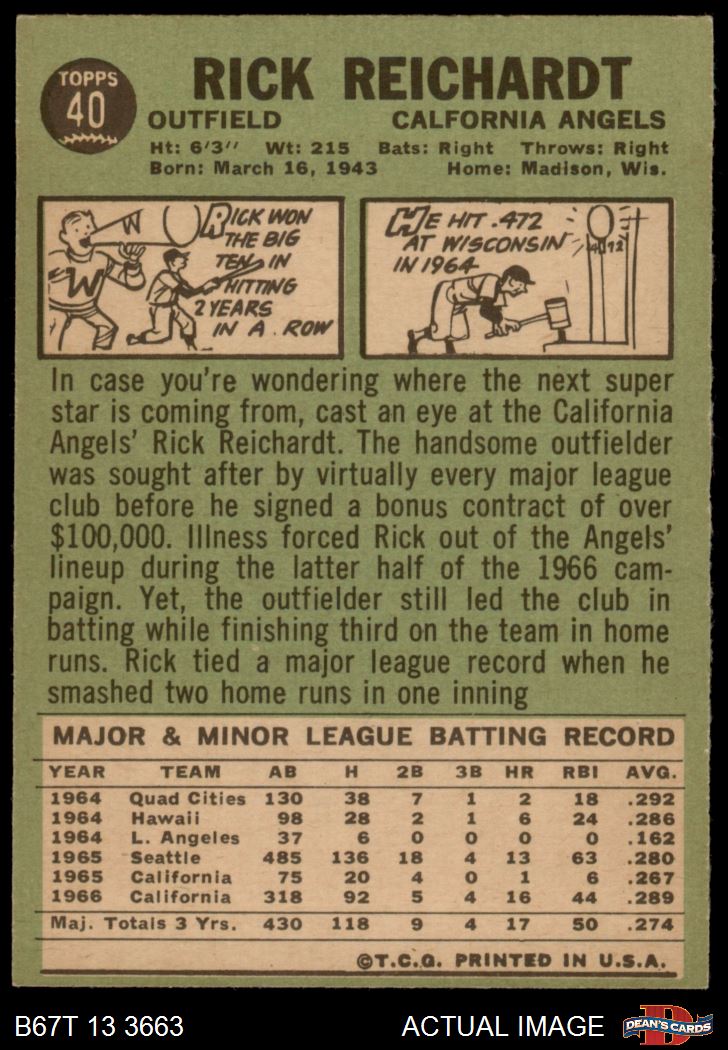 TOPPS
40
RICK REICHARDT
OUTFIELD CALFORNIA ANGELS
Ht: 6'3'' Wt: 215 Bats: Right Throws: Right
Born: March 16, 1943 Home: Madison, Wis.
W
W
RICK WON
THE BIG
TEN IN
HITTING
2 YEARS
IN A ROW
HE HIT .472
AT WISCONSIN
IN 1964
.472
In case you're wondering where the next super
star is coming from, cast an eye at the California
Angels' Rick Reichardt. The handsome outfielder
was sought after by virtually every major league
club before he signed a bonus contract of over
$100,000. Illness forced Rick out of the Angels'
lineup during the latter half of the 1966 cam-
paign. Yet, the outfielder still led the club in
batting while finishing third on the team in home
runs. Rick tied a major league record when he
smashed two home runs in one inning
MAJOR & MINOR LEAGUE BATTING RECORD
YEAR TEAM AB H 2B 3B HR RBI AVG.
1964 Quad Cities 130 38 7 1 2 18 .292
1964 Hawaii 98 28 2 1 6 24 .286
1964 L. Angeles 37 6 0 0 0 0 .162
1965 Seattle 485 136 18 4 13 63 .280
1965 California 75 20 4 0 1 6 .267
1966 California 318 92 5 4 16 44 .289
Maj. Totals 3 Yrs. 430 118 9 4 17 50 .274
©T.C.G. PRINTED IN U.S.A.
B67T 13 3663 ACTUAL IMAGE
D
DEAN'S CARDS